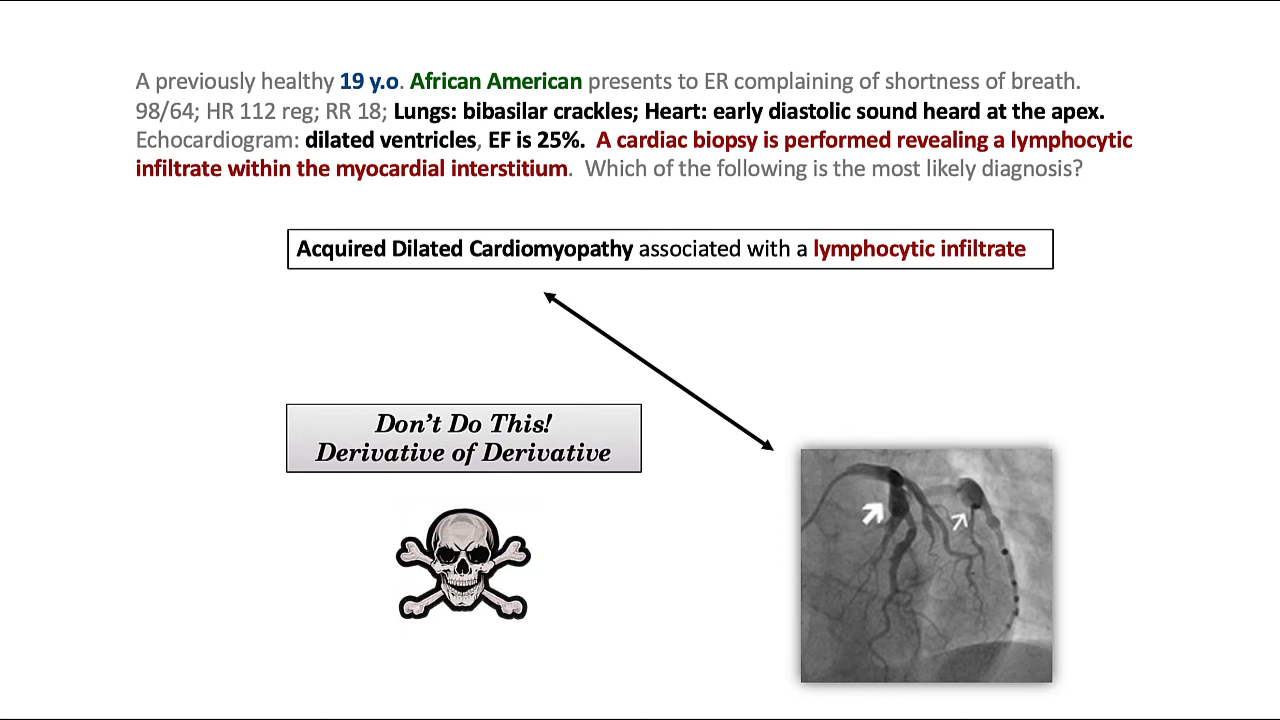 A previously healthy 19 y.o. African American presents to ER complaining of shortness of breath.
98/64; HR 112 reg; RR 18; Lungs: bibasilar crackles; Heart: early diastolic sound heard at the apex.
Echocardiogram: dilated ventricles, EF is 25%. A cardiac biopsy is performed revealing a lymphocytic
infiltrate within the myocardial interstitium. Which of the following is the most likely diagnosis?
Acquired Dilated Cardiomyopathy associated with a lymphocytic infiltrate
Don't Do This!
Derivative of Derivative